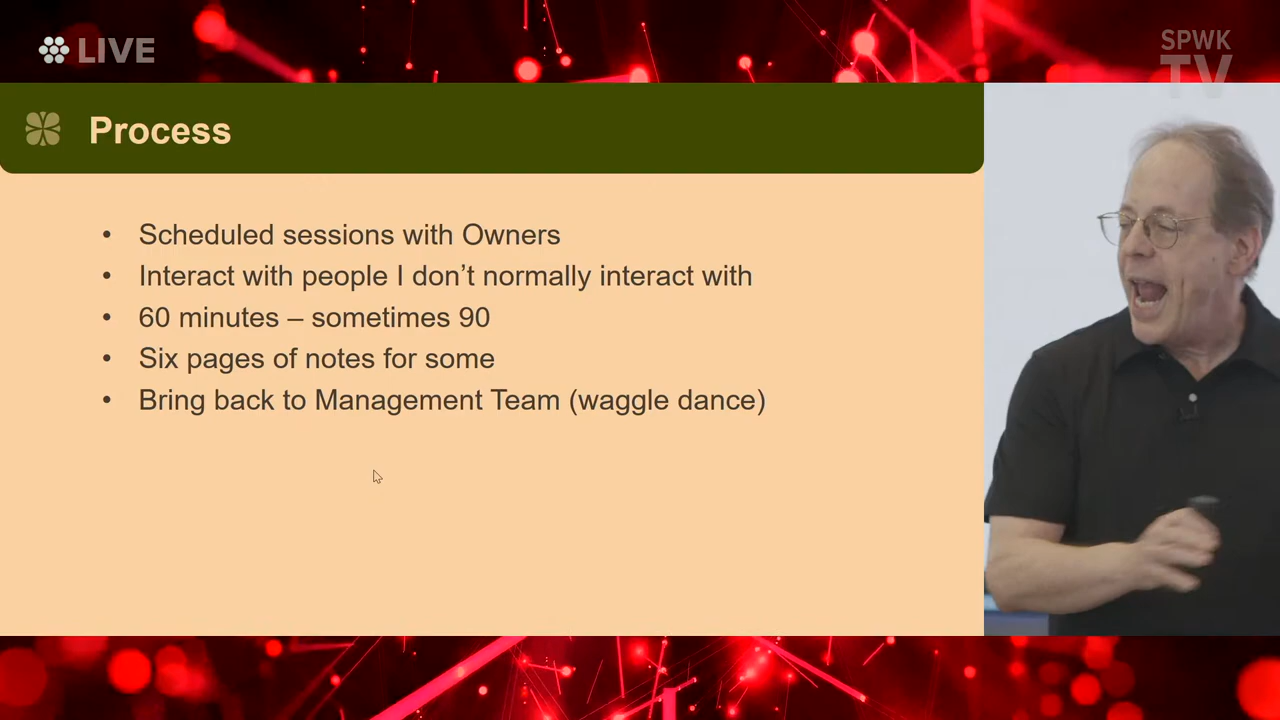 LIVE
SPWK
TV
Process
• Scheduled sessions with Owners
• Interact with people I don’t normally interact with
• 60 minutes – sometimes 90
• Six pages of notes for some
• Bring back to Management Team (waggle dance)